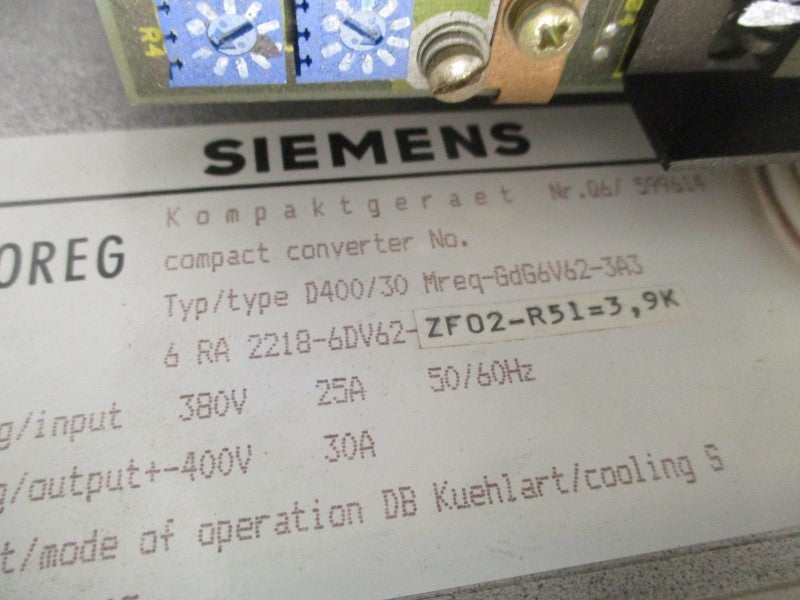 R4
SIEMENS
OREG
Kompaktgeraet Nr.Q6/ 599614
compact converter No.
Typ/type D400/30 Mreq-GdG6V62-3A3
6 RA 2218-6DV62-ZF02-R51=3,9K
g/input 380V 25A 50/60Hz
g/output+-400V 30A
t/mode of operation DB Kuehlart/cooling S